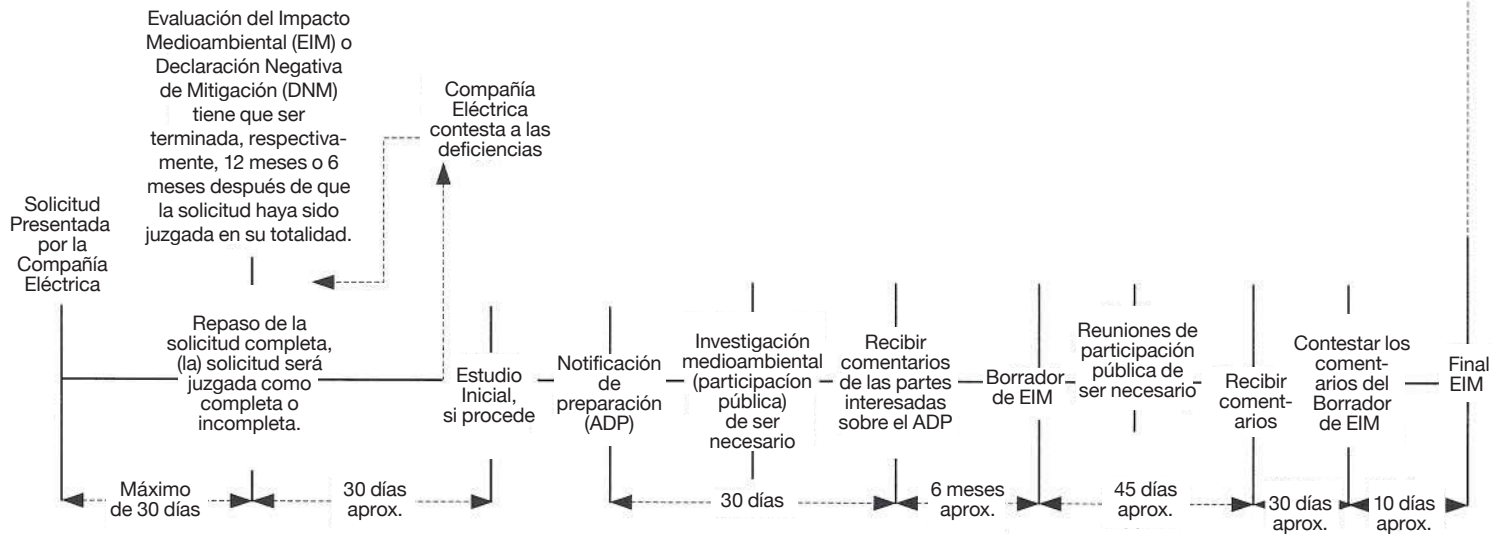 Evaluación del Impacto
Medioambiental (EIM) o
Declaración Negativa
de Mitigación (DNM)
tiene que ser
terminada, respectiva-
mente, 12 meses o 6
meses después de que
la solicitud haya sido
juzgada en su totalidad.
Compañía
Eléctrica
contesta a las
deficiencias
Solicitud
Presentada
por la
Compañía
Eléctrica
Repaso de la
solicitud completa,
(la) solicitud será
juzgada como
completa o
incompleta.
Estudio
Inicial,
si procede
Notificación
de
preparación
(ADP)
Investigación
medioambiental
(participacíon
pública)
de ser
necesario
Recibir
comentarios
de las partes
interesadas
sobre el ADP
Borrador
de EIM
Reuniones de
participación
pública de
ser necesario
Recibir
coment-
arios
Contestar los
coment-
arios del
Borrador
de EIM
Final
EIM
Máximo
de 30 días
30 días
aprox.
30 días
6 meses
aprox.
45 días
aprox.
30 días
aprox.
10 días
aprox.